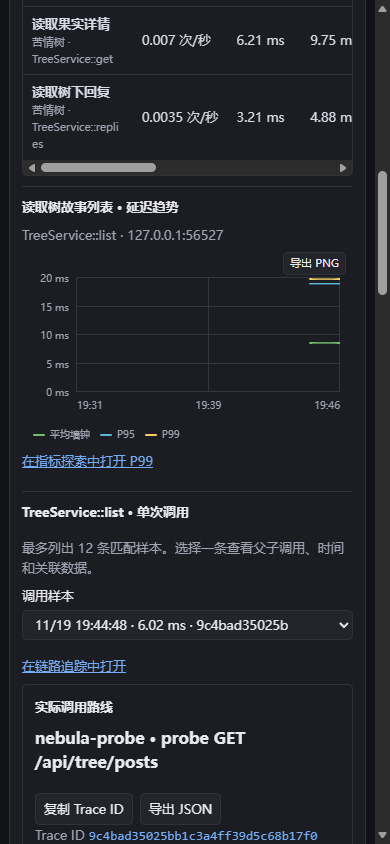 读取果实详情
苦情树 ·
TreeService::get
0.007 次/秒
6.21 ms
9.75 m
读取树下回复
苦情树 ·
TreeService::repli
es
0.0035 次/秒
3.21 ms
4.88 m
读取树故事列表 • 延迟趋势
TreeService::list · 127.0.0.1:56527
导出 PNG
20 ms
15 ms
10 ms
5 ms
0 ms
19:31
19:39
19:46
平均墙钟
P95
P99
在指标探索中打开 P99
TreeService::list • 单次调用
最多列出 12 条匹配样本。选择一条查看父子调用、时间
和关联数据。
调用样本
11/19 19:44:48 · 6.02 ms · 9c4bad35025b
在链路追踪中打开
实际调用路线
nebula-probe • probe GET
/api/tree/posts
复制 Trace ID
导出 JSON
Trace ID 9c4bad35025bb1c3a4ff39d5c68b17f0